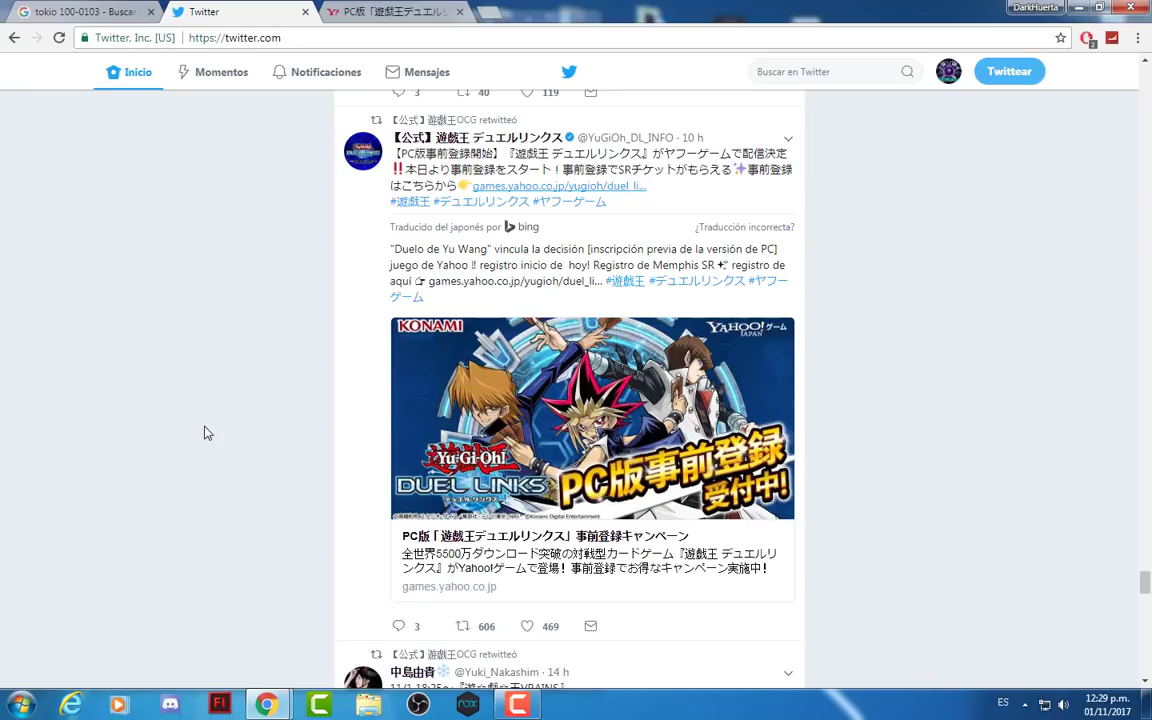 tokio 100-0103 - Buscar
Twitter
PC版「遊戯王デュエルリ
DarkHuerta
Twitter, Inc. [US] https://twitter.com
2
Inicio
Momentos
Notificaciones
Mensajes
Buscar en Twitter
Twittear
3 40 119
【公式】遊戯王OCG retwitteó
【公式】遊戯王 デュエルリンクス @YuGiOh_DL_INFO · 10 h
【PC版事前登録開始】『遊戯王 デュエルリンクス』がヤフーゲームで配信決定
‼本日より事前登録をスタート！事前登録でSRチケットがもらえる✨事前登録
はこちらから👉games.yahoo.co.jp/yugioh/duel_li...
#遊戯王 #デュエルリンクス #ヤフーゲーム
Traducido del japonés por bing
¿Traducción incorrecta?
"Duelo de Yu Wang" vincula la decisión [inscripción previa de la versión de PC]
juego de Yahoo ‼ registro inicio de hoy! Registro de Memphis SR ✨ registro de
aquí 👉 games.yahoo.co.jp/yugioh/duel_li... #遊戯王 #デュエルリンクス #ヤフー
ゲーム
KONAMI
YAHOO! ゲーム
JAPAN
Yu-Gi-Oh!
DUEL LINKS
デュエルリンクス
PC版事前登録
受付中!
PC版「遊戯王デュエルリンクス」事前登録キャンペーン
全世界5500万ダウンロード突破の対戦型カードゲーム『遊戯王 デュエルリ
ンクス』がYahoo!ゲームで登場！事前登録でお得なキャンペーン実施中！
games.yahoo.co.jp
3 606 469
【公式】遊戯王OCG retwitteó
中島由貴❄ @Yuki_Nakashim · 14 h
ES
12:29 p.m.
01/11/2017